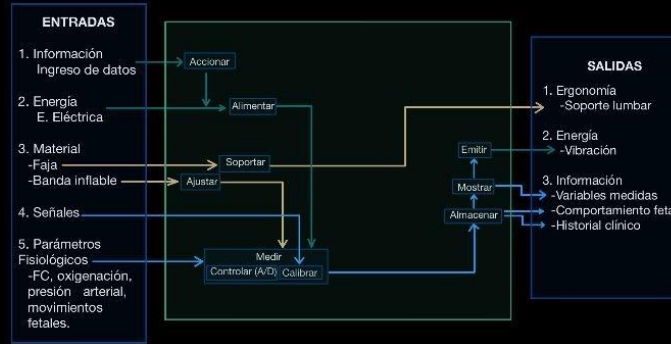 ENTRADAS
1. Información
Ingreso de datos
2. Energía
E. Eléctrica
3. Material
-Faja
-Banda inflable
4. Señales
5. Parámetros
Fisiológicos
-FC, oxigenación,
presión arterial,
movimientos
fetales.
Accionar
Alimentar
Soportar
Ajustar
Medir
Controlar (A/D)
Calibrar
Emitir
Mostrar
Almacenar
SALIDAS
1. Ergonomía
-Soporte lumbar
2. Energía
-Vibración
3. Información
-Variables medidas
-Comportamiento feta
-Historial clínico